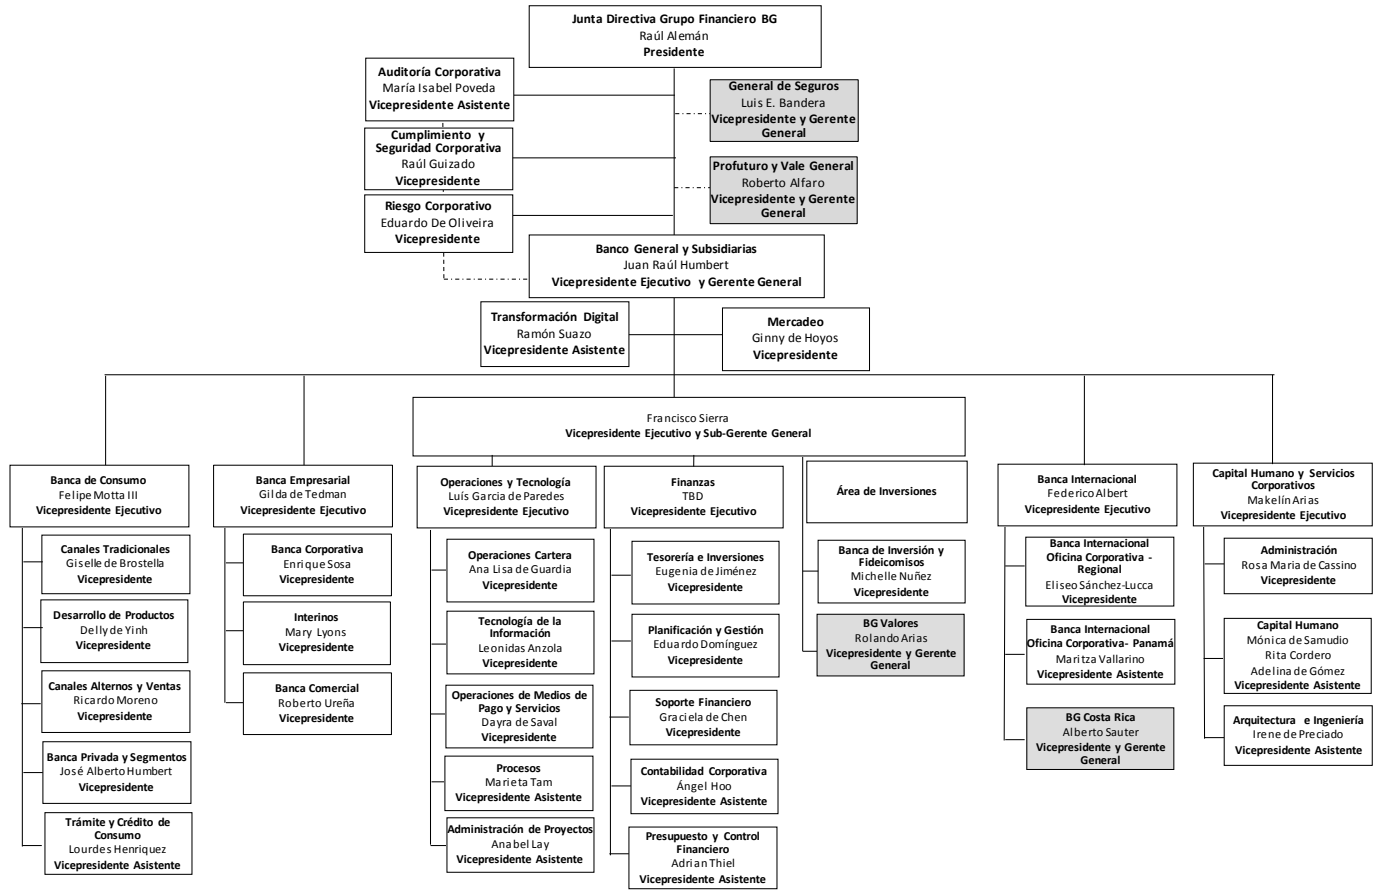 Junta Directiva Grupo Financiero BG
Raúl Alemán
Presidente
Auditoría Corporativa
María Isabel Poveda
Vicepresidente Asistente
General de Seguros
Luis E. Bandera
Vicepresidente y Gerente
General
Cumplimiento y
Seguridad Corporativa
Raúl Guizado
Vicepresidente
Profuturo y Vale General
Roberto Alfaro
Vicepresidente y Gerente
General
Riesgo Corporativo
Eduardo De Oliveira
Vicepresidente
Banco General y Subsidiarias
Juan Raúl Humbert
Vicepresidente Ejecutivo y Gerente General
Transformación Digital
Ramón Suazo
Vicepresidente Asistente
Mercadeo
Ginny de Hoyos
Vicepresidente
Francisco Sierra
Vicepresidente Ejecutivo y Sub-Gerente General
Banca de Consumo
Felipe Motta III
Vicepresidente Ejecutivo
Canales Tradicionales
Giselle de Brostella
Vicepresidente
Desarrollo de Productos
Delly de Yinh
Vicepresidente
Canales Alternos y Ventas
Ricardo Moreno
Vicepresidente
Banca Privada y Segmentos
José Alberto Humbert
Vicepresidente
Trámite y Crédito de
Consumo
Lourdes Henriquez
Vicepresidente Asistente
Banca Empresarial
Gilda de Tedman
Vicepresidente Ejecutivo
Banca Corporativa
Enrique Sosa
Vicepresidente
Interinos
Mary Lyons
Vicepresidente
Banca Comercial
Roberto Ureña
Vicepresidente
Operaciones y Tecnología
Luís Garcia de Paredes
Vicepresidente Ejecutivo
Operaciones Cartera
Ana Lisa de Guardia
Vicepresidente
Tecnología de la
Información
Leonidas Anzola
Vicepresidente
Operaciones de Medios de
Pago y Servicios
Dayra de Saval
Vicepresidente
Procesos
Marieta Tam
Vicepresidente Asistente
Administración de Proyectos
Anabel Lay
Vicepresidente Asistente
Finanzas
TBD
Vicepresidente Ejecutivo
Tesorería e Inversiones
Eugenia de Jiménez
Vicepresidente
Planificación y Gestión
Eduardo Domínguez
Vicepresidente
Soporte Financiero
Graciela de Chen
Vicepresidente
Contabilidad Corporativa
Ángel Hoo
Vicepresidente Asistente
Presupuesto y Control
Financiero
Adrian Thiel
Vicepresidente Asistente
Área de Inversiones
Banca de Inversión y
Fideicomisos
Michelle Nuñez
Vicepresidente
BG Valores
Rolando Arias
Vicepresidente y Gerente
General
Banca Internacional
Federico Albert
Vicepresidente Ejecutivo
Banca Internacional
Oficina Corporativa -
Regional
Eliseo Sánchez-Lucca
Vicepresidente
Banca Internacional
Oficina Corporativa- Panamá
Maritza Vallarino
Vicepresidente Asistente
BG Costa Rica
Alberto Sauter
Vicepresidente y Gerente
General
Capital Humano y Servicios
Corporativos
Makelín Arias
Vicepresidente Ejecutivo
Administración
Rosa Maria de Cassino
Vicepresidente
Capital Humano
Mónica de Samudio
Rita Cordero
Adelina de Gómez
Vicepresidente Asistente
Arquitectura e Ingeniería
Irene de Preciado
Vicepresidente Asistente